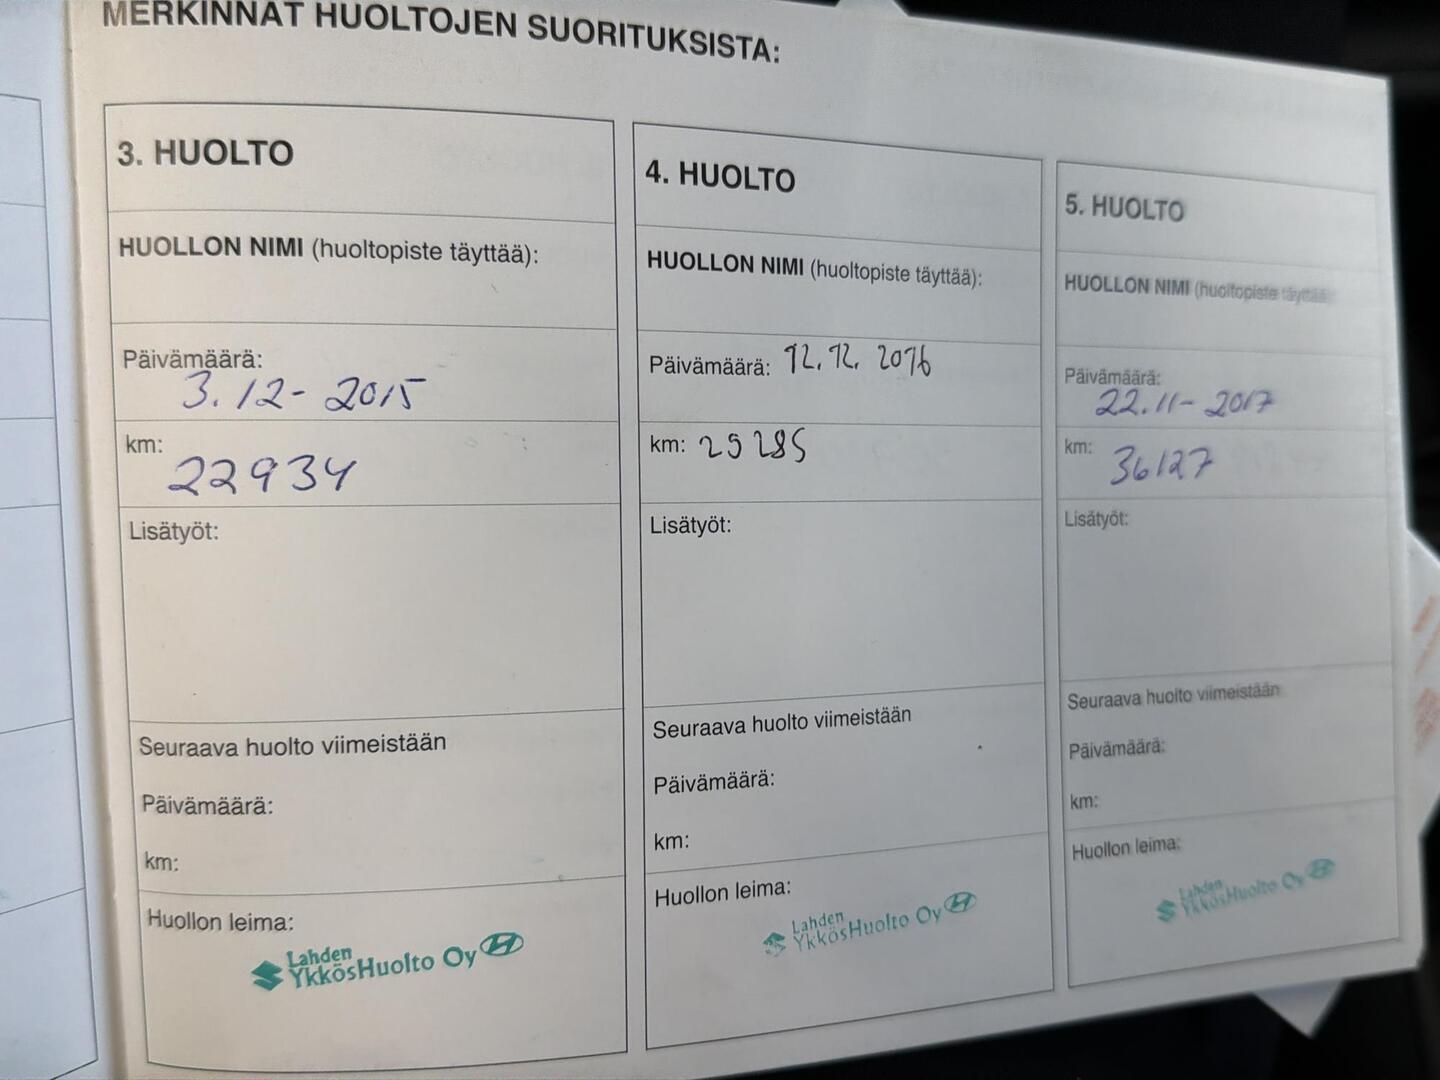 MERKINNÄT HUOLTOJEN SUORITUKSISTA:
3. HUOLTO
HUOLLON NIMI (huoltopiste täyttää):
Päivämäärä:
3.12-2015
km:
22934
Lisätyöt:
Seuraava huolto viimeistään
Päivämäärä:
km:
Huollon leima:
Lahden
YkkösHuolto Oy
4. HUOLTO
HUOLLON NIMI (huoltopiste täyttää):
Päivämäärä: 12.12.2016
km: 29285
Lisätyöt:
Seuraava huolto viimeistään
Päivämäärä:
km:
Huollon leima:
Lahden
YkkösHuolto Oy
5. HUOLTO
HUOLLON NIMI (huoltopiste täyttää):
Päivämäärä:
22.11-2017
km:
36127
Lisätyöt:
Seuraava huolto viimeistään
Päivämäärä:
km:
Huollon leima:
Lahden
YkkösHuolto Oy